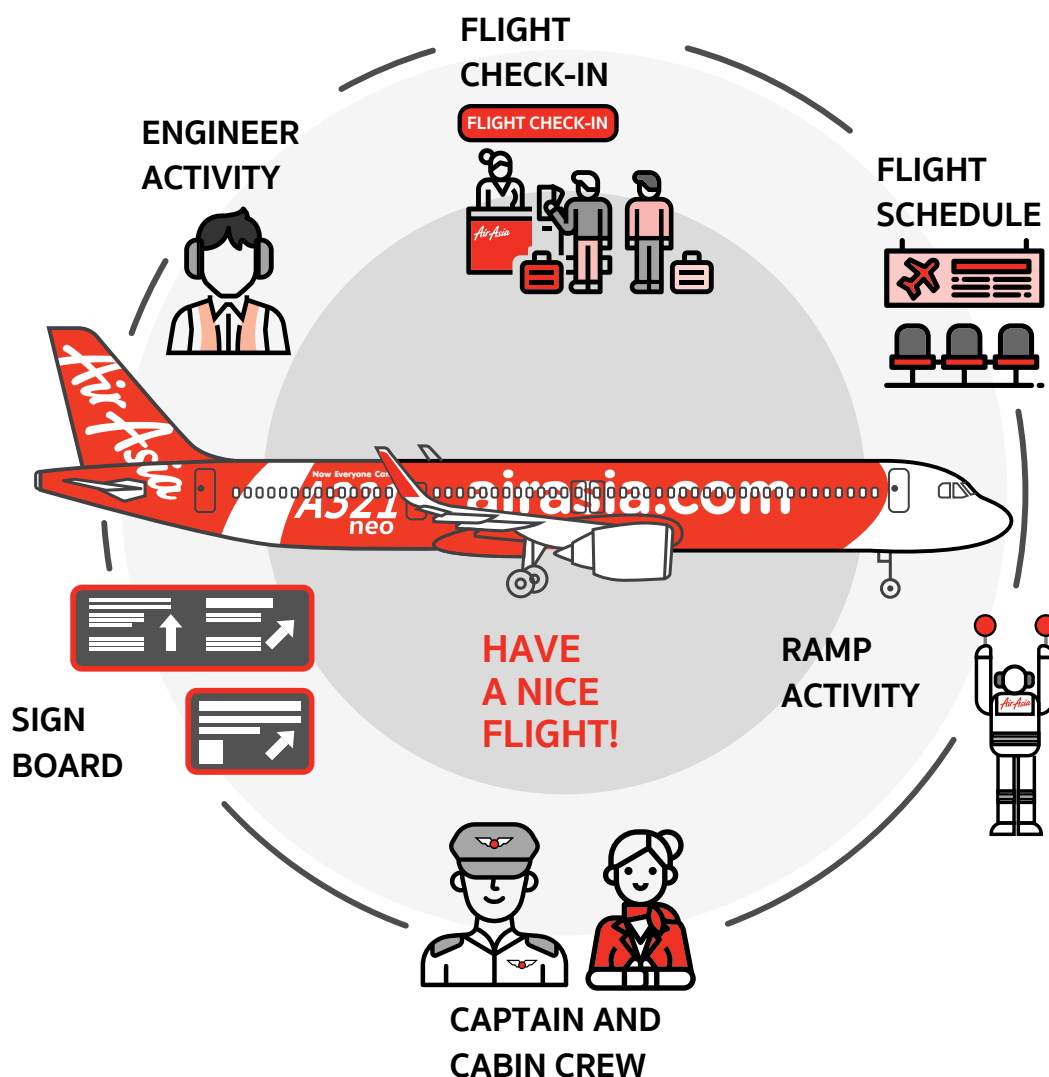 FLIGHT
CHECK-IN
FLIGHT CHECK-IN
ENGINEER
ACTIVITY
FLIGHT
SCHEDULE
AirAsia
AirAsia
Now Everyone Can
A321
neo
airasia.com
HAVE
A NICE
FLIGHT!
RAMP
ACTIVITY
AirAsia
SIGN
BOARD
CAPTAIN AND
CABIN CREW